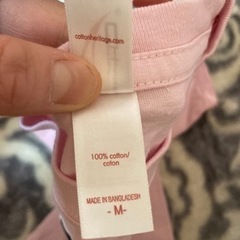 cottonheritage.com
100% cotton/
coton
MADE IN BANGLADESH
- M-